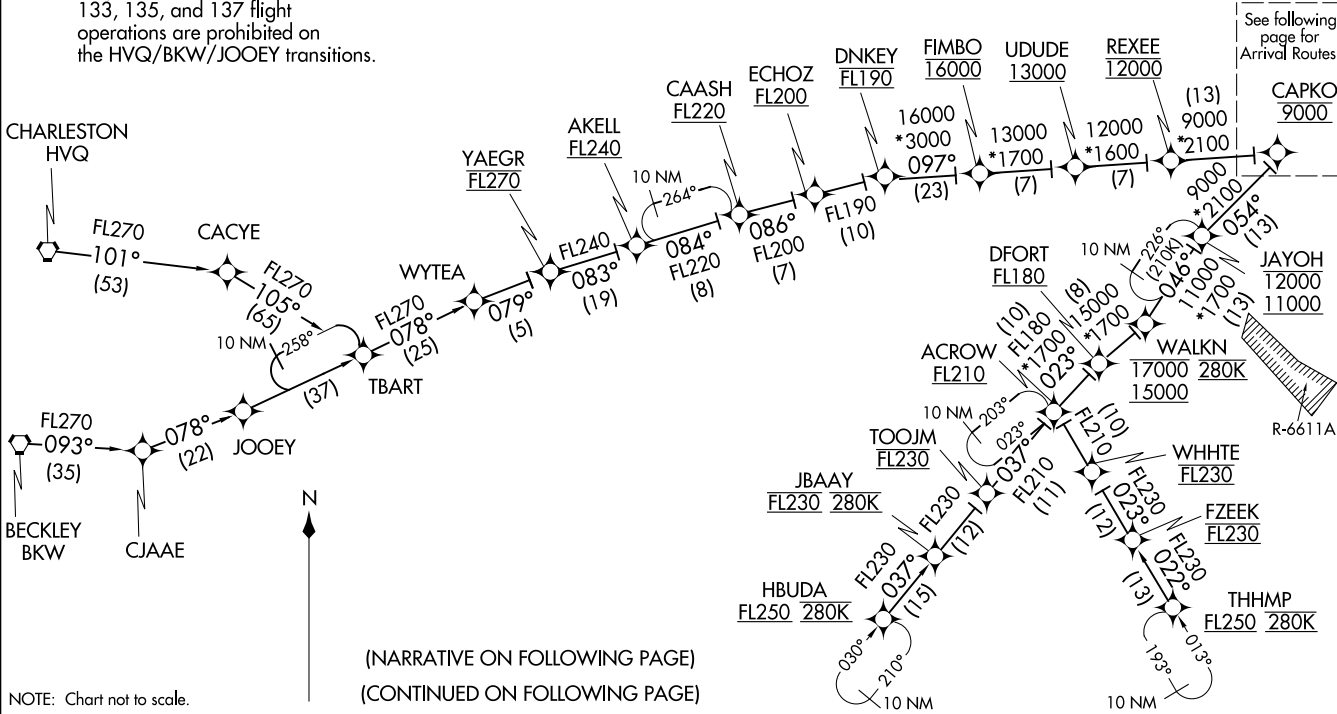 133, 135, and 137 flight
operations are prohibited on
the HVQ/BKW/JOOEY transitions.
See following
page for
Arrival Routes
CHARLESTON
HVQ
FL270
101°
(53)
CACYE
FL270
105°
(65)
10 NM
258°
BECKLEY
BKW
FL270
093°
(35)
CJAAE
078°
(22)
JOOEY
(37)
TBART
FL270
078°
(25)
WYTEA
079°
(5)
YAEGR
FL270
FL240
083°
(19)
AKELL
FL240
10 NM
264°
084°
FL220
(8)
CAASH
FL220
086°
FL200
(7)
ECHOZ
FL200
FL190
(10)
DNKEY
FL190
16000
*3000
097°
(23)
FIMBO
16000
13000
*1700
(7)
UDUDE
13000
12000
*1600
(7)
REXEE
12000
(13)
9000
*2100
CAPKO
9000
9000
*2100
054°
(13)
10 NM
226°
(210K)
JAYOH
12000
11000
046°
11000
*1700
(13)
R-6611A
DFORT
FL180
(8)
15000
*1700
WALKN
17000 280K
15000
(10)
FL180
*1700
023°
ACROW
FL210
10 NM
203°
023°
TOOJM
FL230
037°
FL210
(11)
JBAAY
FL230 280K
FL230
(12)
HBUDA
FL250 280K
FL230
037°
(15)
030°
210°
10 NM
(10)
FL210
WHHTE
FL230
FL230
023°
(12)
FZEEK
FL230
FL230
022°
(13)
THHMP
FL250 280K
013°
193°
10 NM
N
(NARRATIVE ON FOLLOWING PAGE)
(CONTINUED ON FOLLOWING PAGE)
NOTE: Chart not to scale.